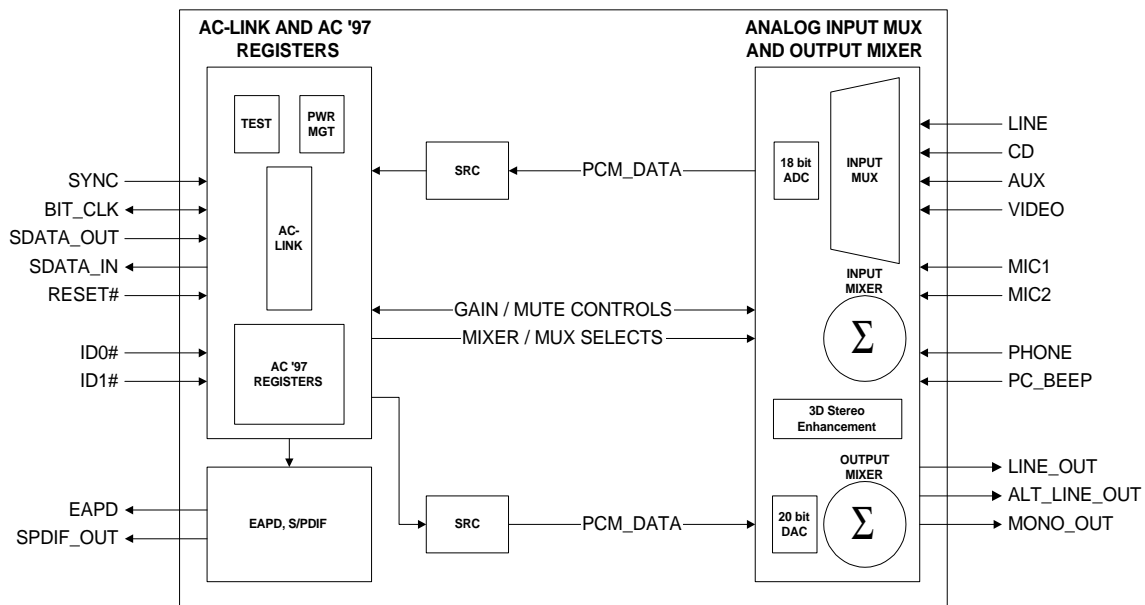 AC-LINK AND AC '97
REGISTERS
ANALOG INPUT MUX
AND OUTPUT MIXER
TEST
PWR
MGT
AC-
LINK
AC '97
REGISTERS
SYNC
BIT_CLK
SDATA_OUT
SDATA_IN
RESET#
ID0#
ID1#
EAPD
SPDIF_OUT
EAPD, S/PDIF
SRC
PCM_DATA
GAIN / MUTE CONTROLS
MIXER / MUX SELECTS
SRC
PCM_DATA
18 bit
ADC
INPUT
MUX
INPUT
MIXER
Σ
3D Stereo
Enhancement
OUTPUT
MIXER
20 bit
DAC
Σ
LINE
CD
AUX
VIDEO
MIC1
MIC2
PHONE
PC_BEEP
LINE_OUT
ALT_LINE_OUT
MONO_OUT